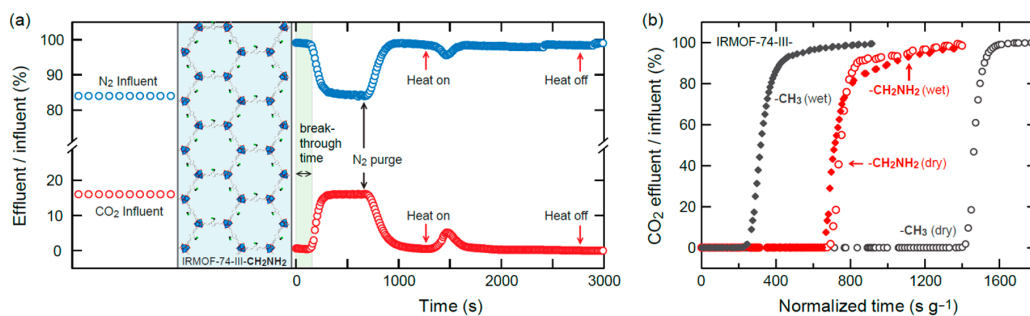 (a)
Effluent / influent (%)
100
80
20
10
0
N2 Influent
CO2 Influent
IRMOF-74-III-CH2NH2
break-
through
time
N2 purge
Heat on
Heat off
Heat on
Heat off
0
1000
2000
3000
Time (s)
(b)
CO2 effluent / influent (%)
100
80
60
40
20
0
IRMOF-74-III-
-CH3 (wet)
-CH2NH2 (wet)
-CH2NH2 (dry)
-CH3 (dry)
0
400
800
1200
1600
Normalized time (s g–1)